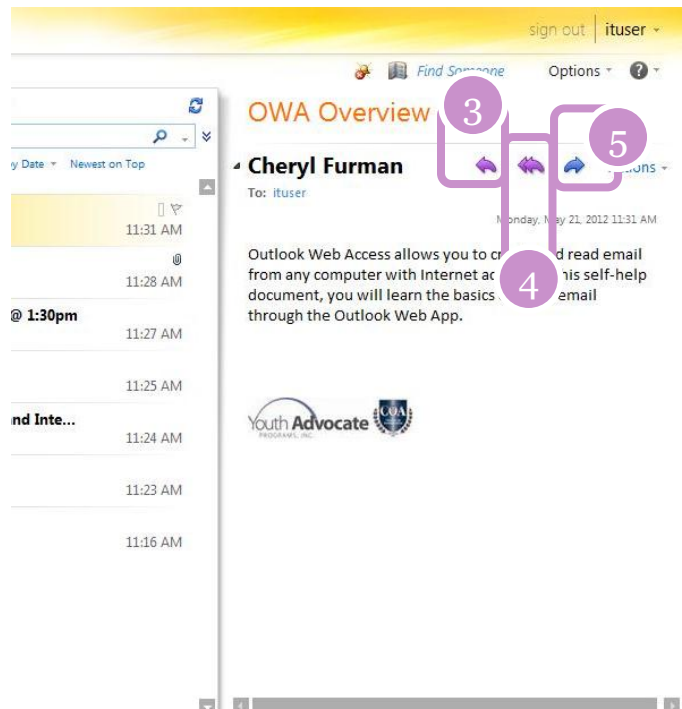 sign out ituser
Find Someone Options ?
OWA Overview
3
5
y Date Newest on Top
Cheryl Furman
To: ituser
Monday, May 21, 2012 11:31 AM
11:31 AM
Outlook Web Access allows you to cr d read email
from any computer with Internet ac his self-help
document, you will learn the basics email
through the Outlook Web App.
4
11:28 AM
@ 1:30pm
11:27 AM
11:25 AM
nd Inte...
11:24 AM
Youth Advocate
PROGRAMS, INC.
COA
11:23 AM
11:16 AM